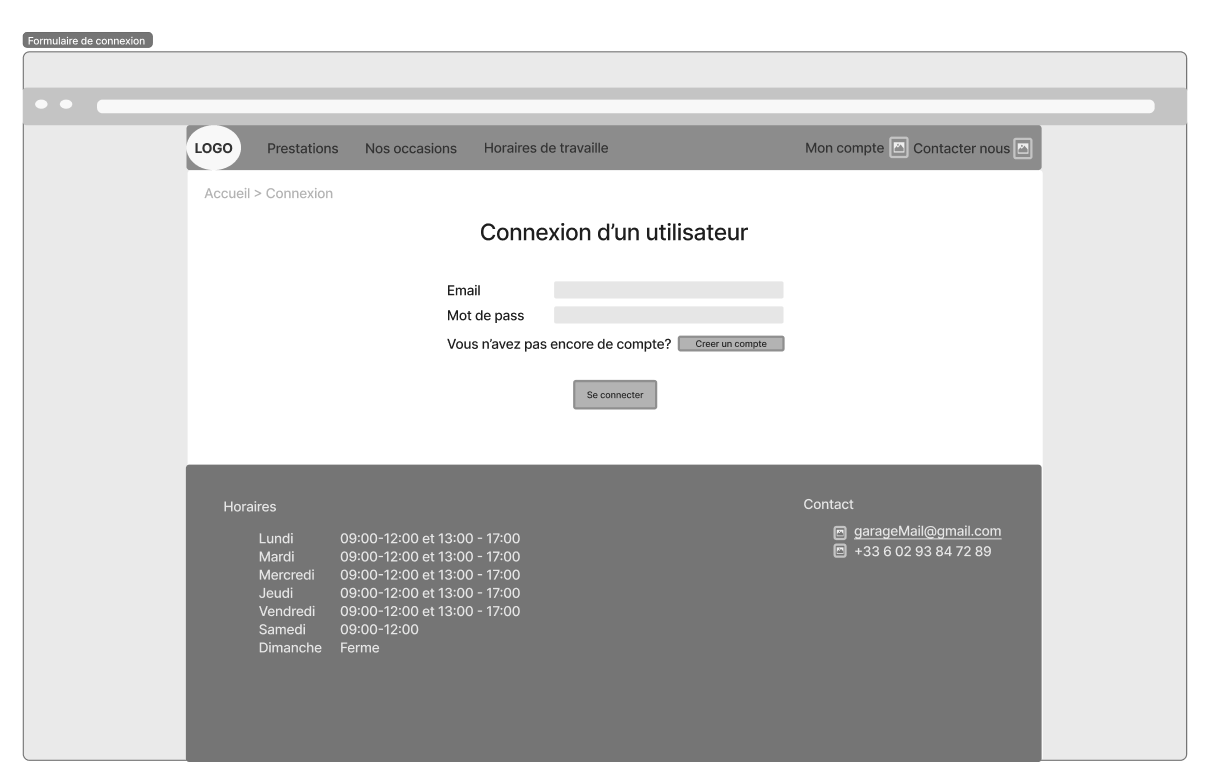 Formulaire de connexion
LOGO Prestations Nos occasions Horaires de travaille Mon compte Contacter nous
Accueil > Connexion
Connexion d'un utilisateur
Email
Mot de pass
Vous n'avez pas encore de compte? Creer un compte
Se connecter
Horaires
Lundi 09:00-12:00 et 13:00 - 17:00
Mardi 09:00-12:00 et 13:00 - 17:00
Mercredi 09:00-12:00 et 13:00 - 17:00
Jeudi 09:00-12:00 et 13:00 - 17:00
Vendredi 09:00-12:00 et 13:00 - 17:00
Samedi 09:00-12:00
Dimanche Ferme
Contact
garageMail@gmail.com
+33 6 02 93 84 72 89